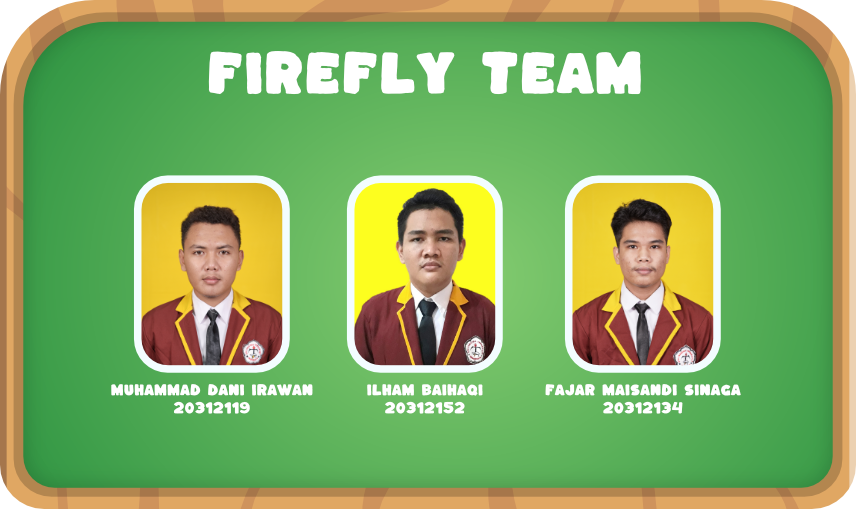 FIREFLY TEAM
MUHAMMAD DANI IRAWAN
20312119
ILHAM BAIHAQI
20312152
FAJAR MAISANDI SINAGA
20312134